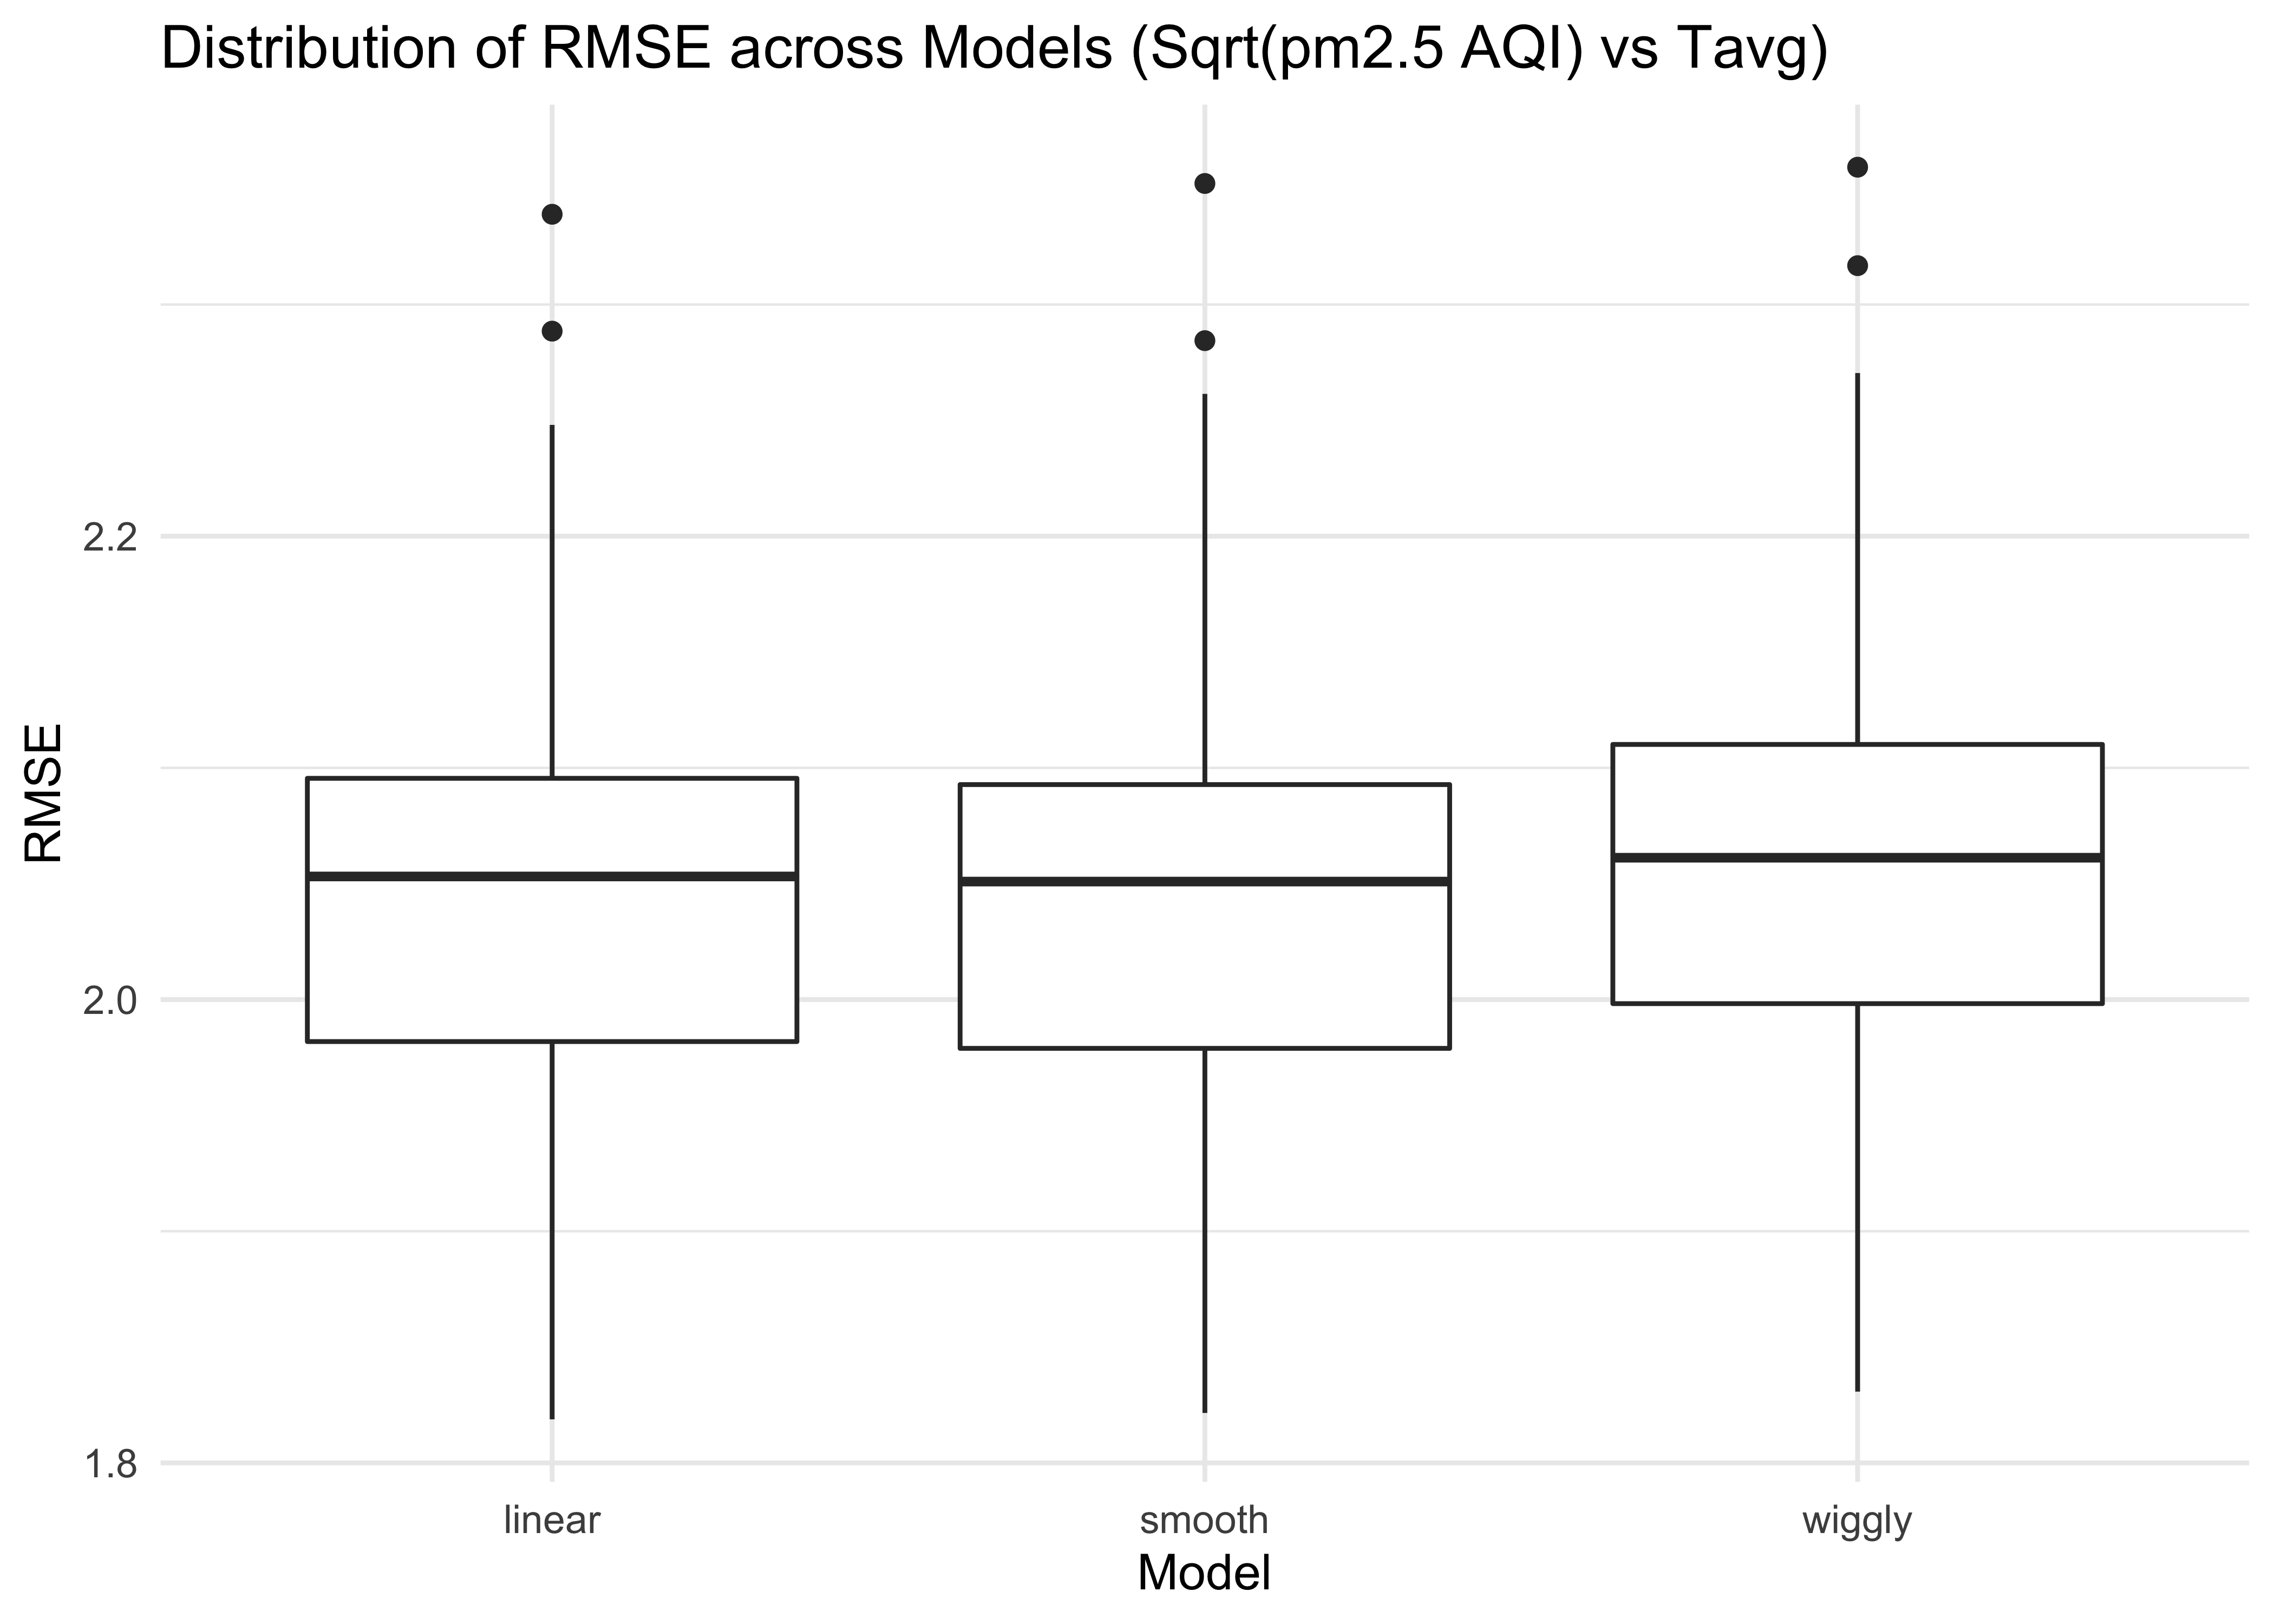 Distribution of RMSE across Models (Sqrt(pm2.5 AQI) vs Tavg)
RMSE
2.2
2.0
1.8
linear
smooth
wiggly
Model